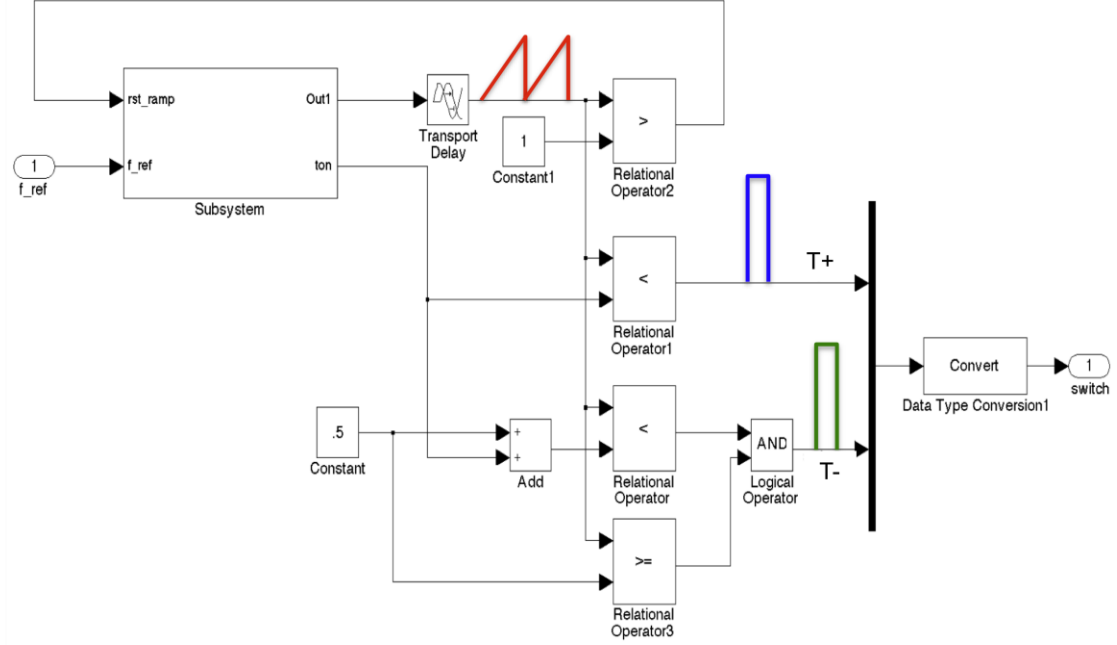 rst_ramp
Out1
1
f_ref
f_ref
ton
Subsystem
Transport
Delay
1
Constant1
>
Relational
Operator2
<
Relational
Operator1
T+
.5
Constant
+
+
Add
<
Relational
Operator
AND
Logical
Operator
T-
>=
Relational
Operator3
Convert
Data Type Conversion1
1
switch